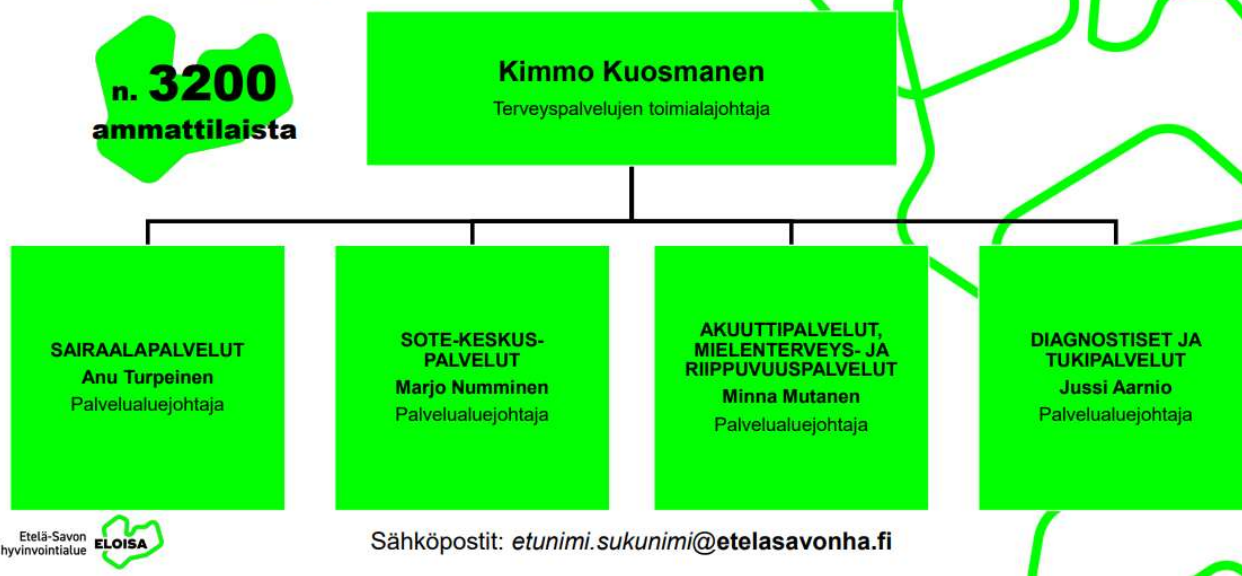 n. 3200
ammattilaista
Kimmo Kuosmanen
Terveyspalvelujen toimialajohtaja
SAIRAALAPALVELUT
Anu Turpeinen
Palvelualuejohtaja
SOTE-KESKUS-
PALVELUT
Marjo Numminen
Palvelualuejohtaja
AKUUTTIPALVELUT,
MIELENTERVEYS- JA
RIIPPUVUUSPALVELUT
Minna Mutanen
Palvelualuejohtaja
DIAGNOSTISET JA
TUKIPALVELUT
Jussi Aarnio
Palvelualuejohtaja
Etelä-Savon
hyvinvointialue
ELOISA
Sähköpostit: etunimi.sukunimi@etelasavonha.fi